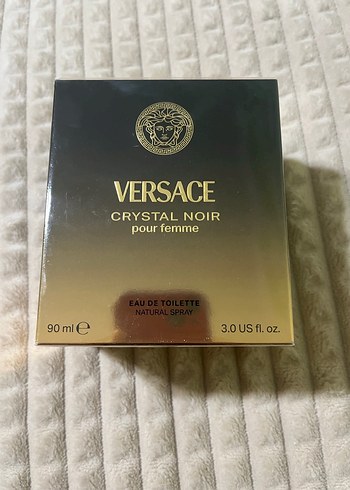 VERSACE
CRYSTAL NOIR
pour femme
EAU DE TOILETTE
NATURAL SPRAY
90 ml ℮ 3.0 US fl. oz.